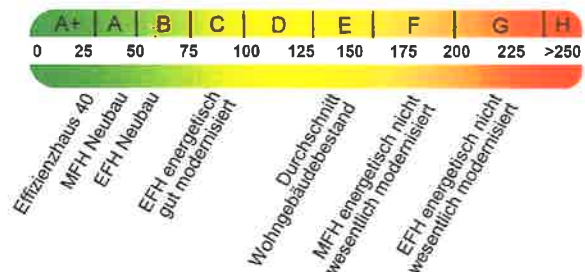 A+ A B C D E F G H
0 25 50 75 100 125 150 175 200 225 >250
Effizienzhaus 40
MFH Neubau
EFH Neubau
EFH energetisch
gut modernisiert
Durchschnitt
Wohngebäudebestand
MFH energetisch nicht
wesentlich modernisiert
EFH energetisch nicht
wesentlich modernisiert